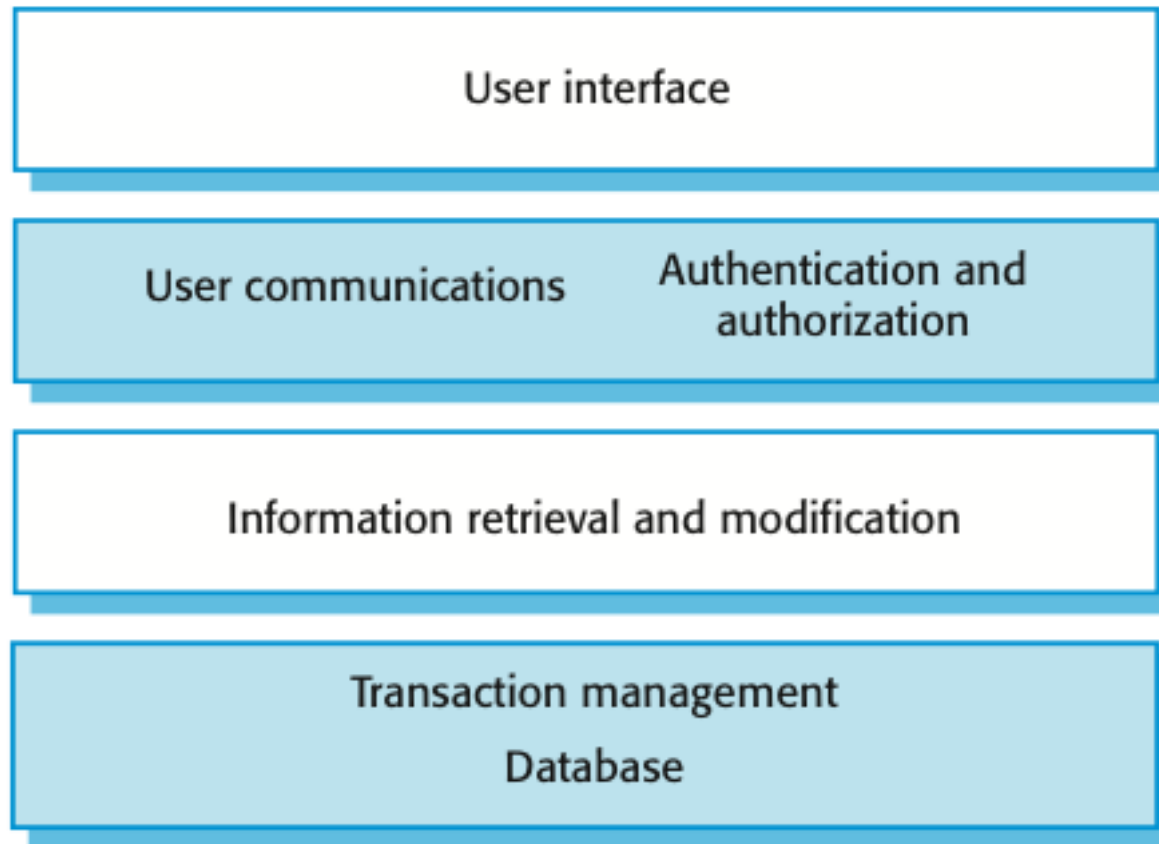 User interface
User communications
Authentication and
authorization
Information retrieval and modification
Transaction management
Database